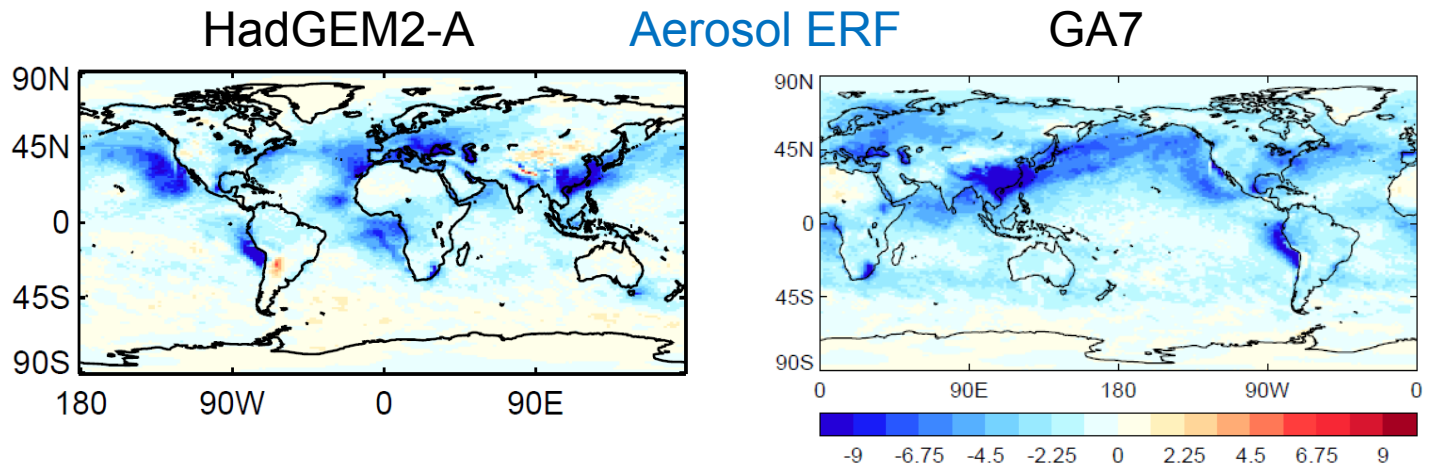 HadGEM2-A Aerosol ERF GA7
90N
45N
0
45S
90S
180 90W 0 90E
90N
45N
0
45S
90S
0 90E 180 90W 0
-9 -6.75 -4.5 -2.25 0 2.25 4.5 6.75 9